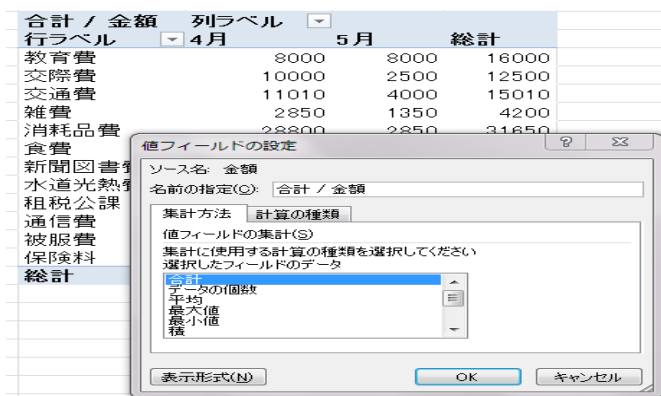 合計 / 金額 列ラベル
行ラベル 4月 5月 総計
教育費 8000 8000 16000
交際費 10000 2500 12500
交通費 11010 4000 15010
雑費 2850 1350 4200
消耗品費 28800 2850 31650
食費
新聞図書費
水道光熱費
租税公課
通信費
被服費
保険料
総計
値フィールドの設定
ソース名: 金額
名前の指定(C): 合計 / 金額
集計方法 計算の種類
値フィールドの集計(S)
集計に使用する計算の種類を選択してください
選択したフィールドのデータ
合計
データの個数
平均
最大値
最小値
積
表示形式(N) OK キャンセル